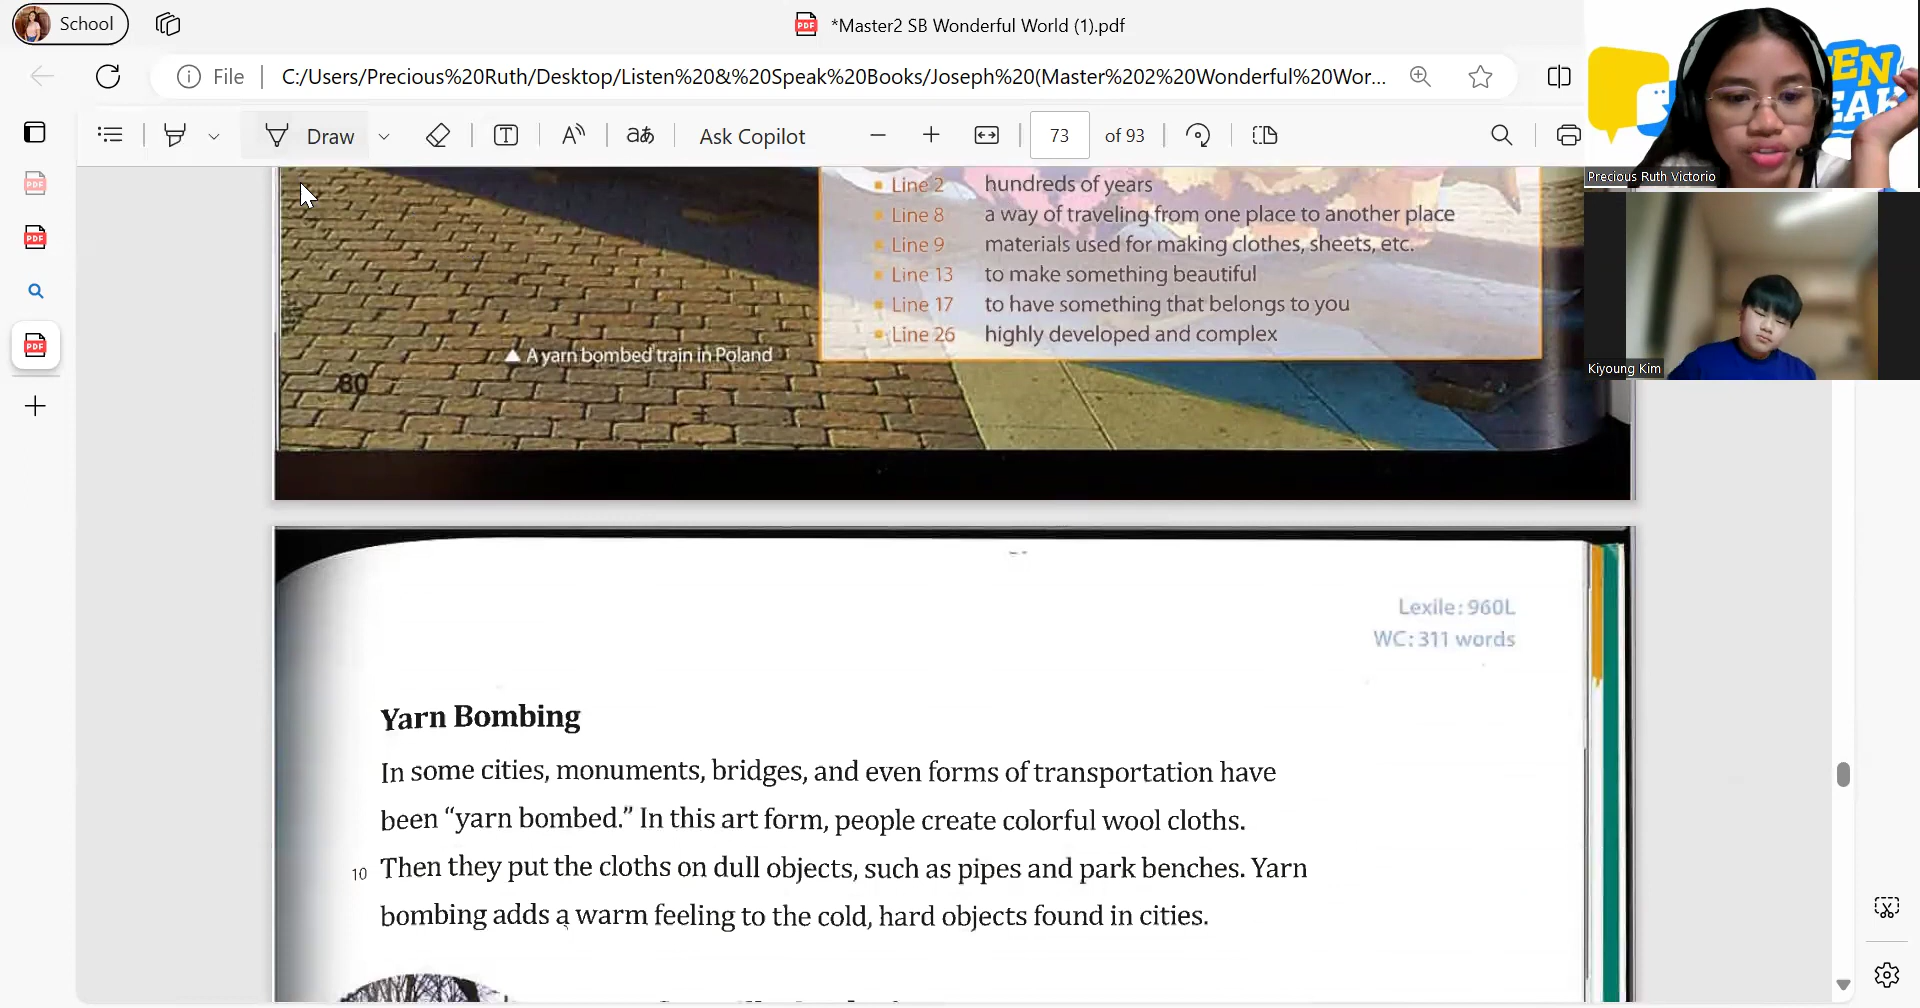 School
*Master2 SB Wonderful World (1).pdf
File
C:/Users/Precious%20Ruth/Desktop/Listen%20&%20Speak%20Books/Joseph%20(Master%202%20Wonderful%20Wor...
Draw
aあ
Ask Copilot
73
of 93
Precious Ruth Victorio
Kiyoung Kim
Line 2 hundreds of years
Line 8 a way of traveling from one place to another place
Line 9 materials used for making clothes, sheets, etc.
Line 13 to make something beautiful
Line 17 to have something that belongs to you
Line 26 highly developed and complex
▲ A yarn bombed train in Poland
80
Lexile: 960L
WC: 311 words
Yarn Bombing
In some cities, monuments, bridges, and even forms of transportation have
been “yarn bombed.” In this art form, people create colorful wool cloths.
10 Then they put the cloths on dull objects, such as pipes and park benches. Yarn
bombing adds a warm feeling to the cold, hard objects found in cities.